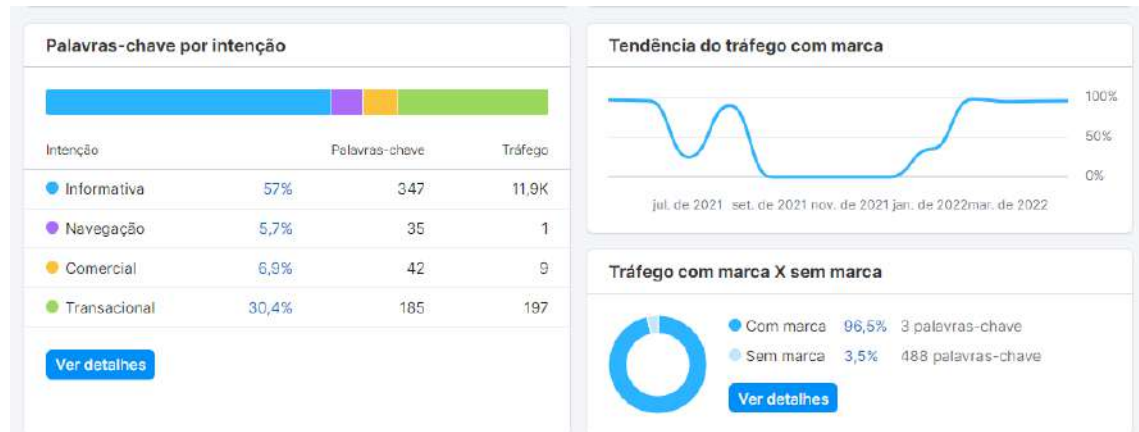 Palavras-chave por intenção
Intenção Palavras-chave Tráfego
Informativa 57% 347 11,9K
Navegação 5,7% 35 1
Comercial 6,9% 42 9
Transacional 30,4% 185 197
Ver detalhes
Tendência do tráfego com marca
100%
50%
0%
jul. de 2021 set. de 2021 nov. de 2021 jan. de 2022 mar. de 2022
Tráfego com marca X sem marca
Com marca 96,5% 3 palavras-chave
Sem marca 3,5% 488 palavras-chave
Ver detalhes